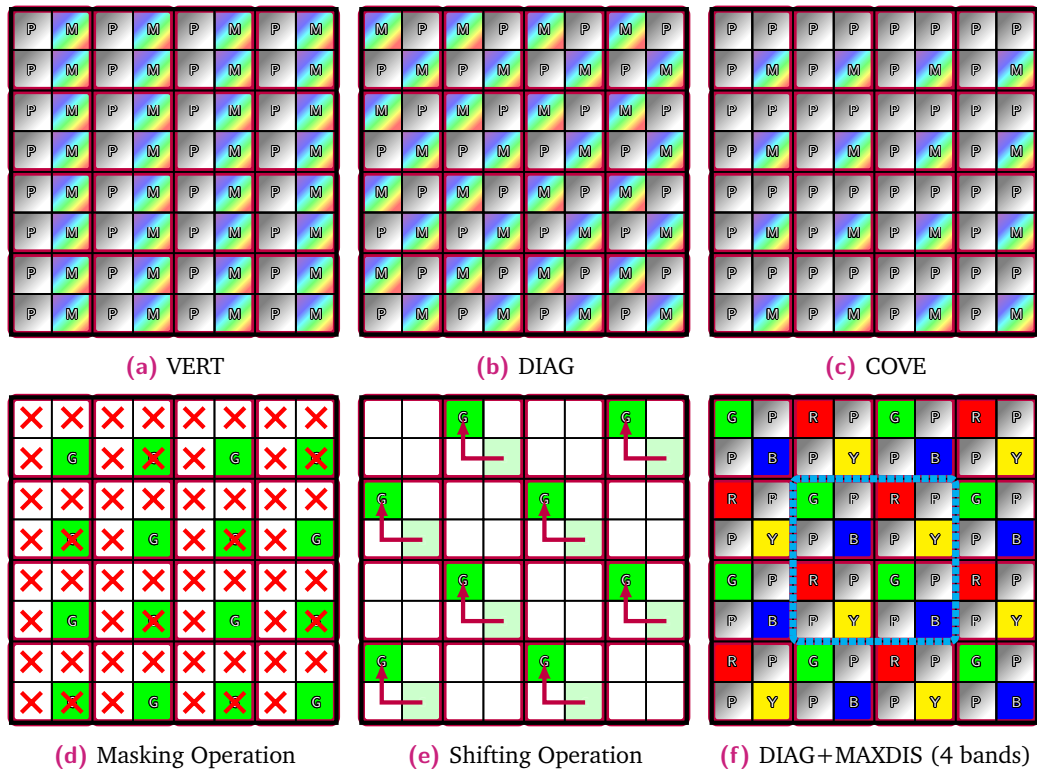 P M P M P M P M
P M P M P M P M
P M P M P M P M
P M P M P M P M
P M P M P M P M
P M P M P M P M
P M P M P M P M
P M P M P M P M
(a) VERT
M P M P M P M P
P M P M P M P M
M P M P M P M P
P M P M P M P M
M P M P M P M P
P M P M P M P M
M P M P M P M P
P M P M P M P M
(b) DIAG
P P P P P P P P
P M P M P M P M
P P P P P P P P
P M P M P M P M
P P P P P P P P
P M P M P M P M
P P P P P P P P
P M P M P M P M
(c) COVE
G G G G
G G G G
G G G G
G G G G
(d) Masking Operation
G G
G G
G G
G G
(e) Shifting Operation
G P R P G P R P
P B P Y P B P Y
R P G P R P G P
P Y P B P Y P B
G P R P G P R P
P B P Y P B P Y
R P G P R P G P
P Y P B P Y P B
(f) DIAG+MAXDIS (4 bands)